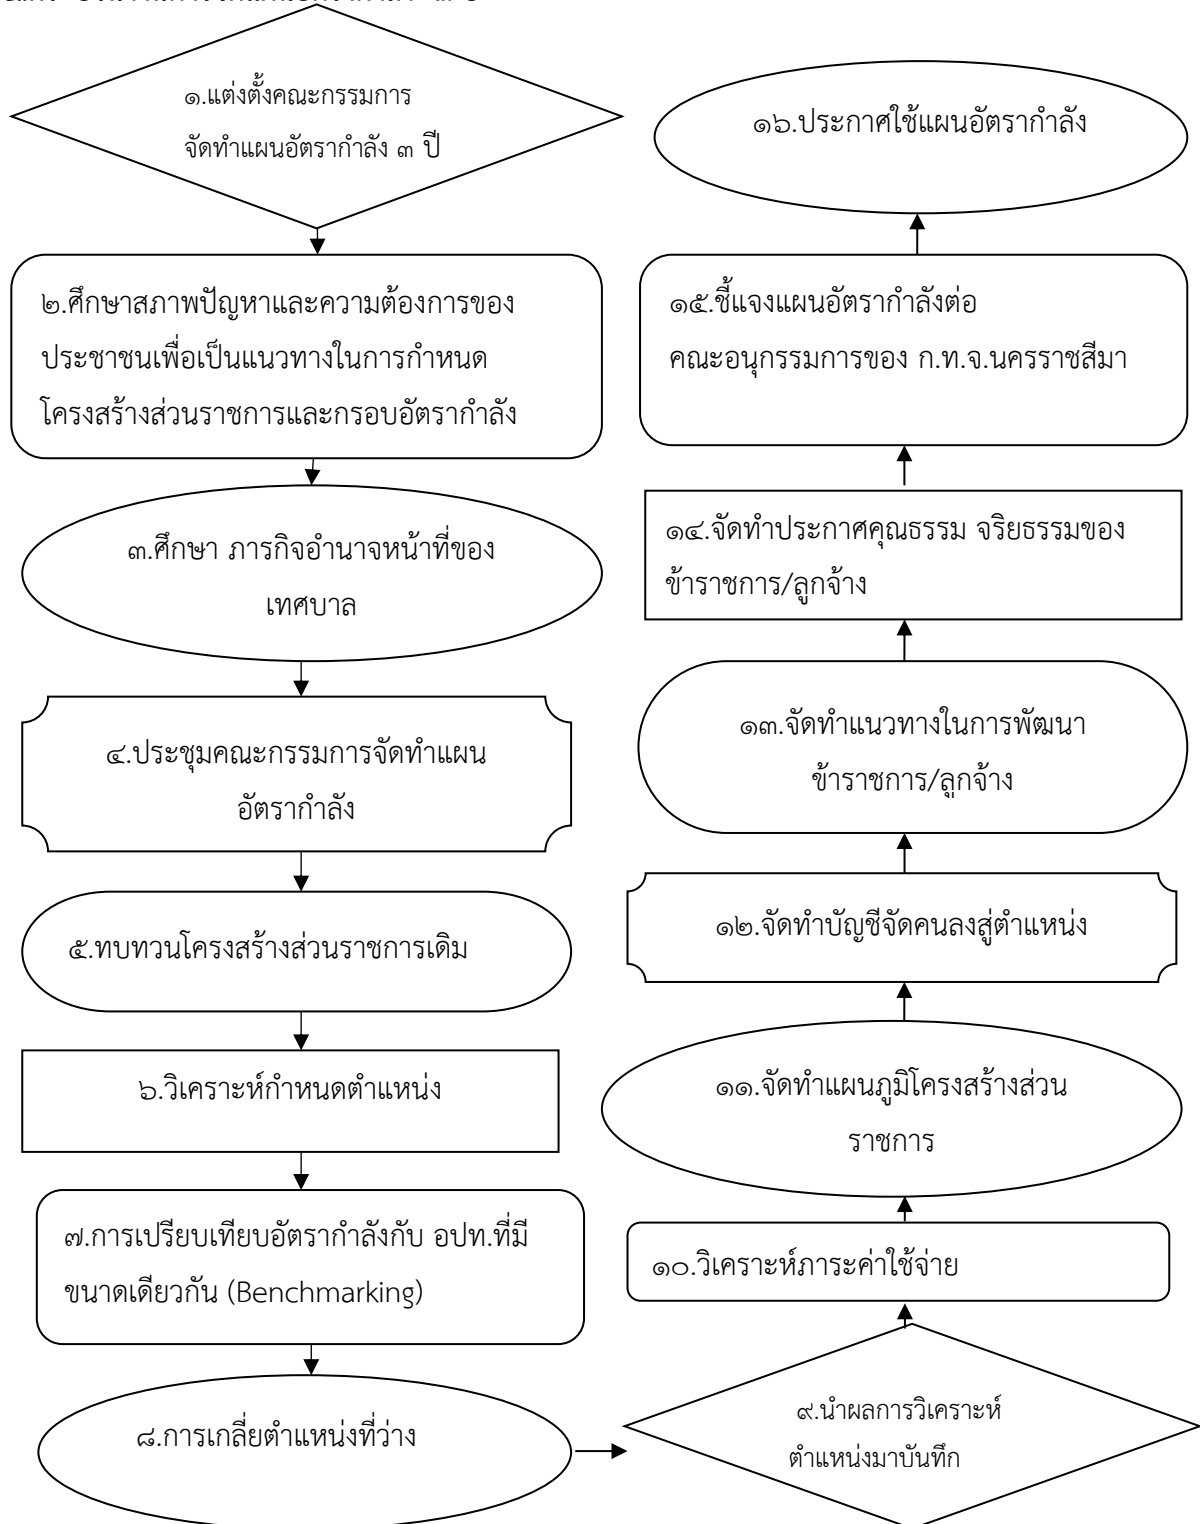 ๑.แต่งตั้งคณะกรรมการ
จัดทำแผนอัตรากำลัง ๓ ปี
๒.ศึกษาสภาพปัญหาและความต้องการของ
ประชาชนเพื่อเป็นแนวทางในการกำหนด
โครงสร้างส่วนราชการและกรอบอัตรากำลัง
๓.ศึกษา ภารกิจอำนาจหน้าที่ของ
เทศบาล
๔.ประชุมคณะกรรมการจัดทำแผน
อัตรากำลัง
๕.ทบทวนโครงสร้างส่วนราชการเดิม
๖.วิเคราะห์กำหนดตำแหน่ง
๗.การเปรียบเทียบอัตรากำลังกับ อปท.ที่มี
ขนาดเดียวกัน (Benchmarking)
๘.การเกลี่ยตำแหน่งที่ว่าง
๙.นำผลการวิเคราะห์
ตำแหน่งมาบันทึก
๑๐.วิเคราะห์ภาระค่าใช้จ่าย
๑๑.จัดทำแผนภูมิโครงสร้างส่วน
ราชการ
๑๒.จัดทำบัญชีจัดคนลงสู่ตำแหน่ง
๑๓.จัดทำแนวทางในการพัฒนา
ข้าราชการ/ลูกจ้าง
๑๔.จัดทำประกาศคุณธรรม จริยธรรมของ
ข้าราชการ/ลูกจ้าง
๑๕.ชี้แจงแผนอัตรากำลังต่อ
คณะอนุกรรมการของ ก.ท.จ.นครราชสีมา
๑๖.ประกาศใช้แผนอัตรากำลัง